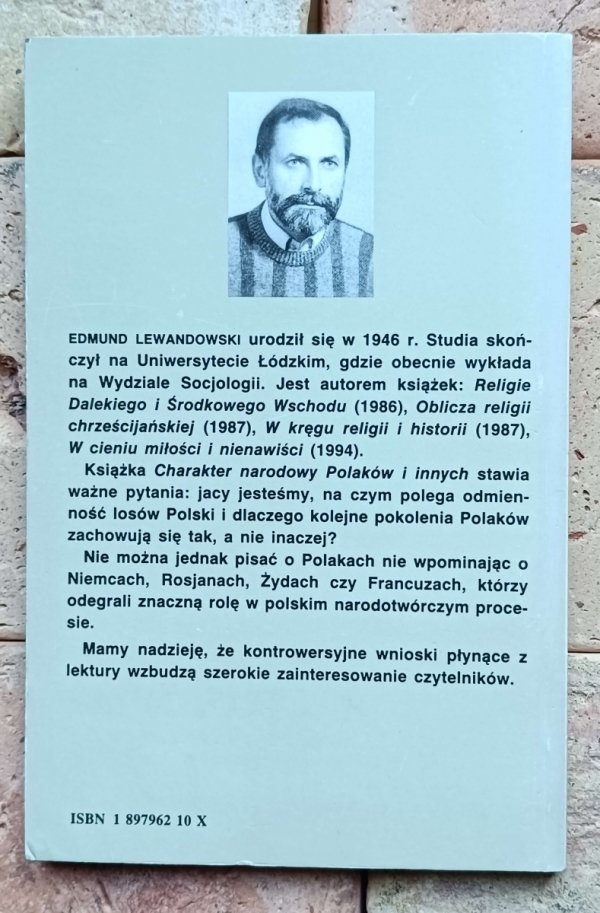 EDMUND LEWANDOWSKI urodził się w 1946 r. Studia skoń-
czył na Uniwersytecie Łódzkim, gdzie obecnie wykłada
na Wydziale Socjologii. Jest autorem książek: Religie
Dalekiego i Środkowego Wschodu (1986), Oblicza religii
chrześcijańskiej (1987), W kręgu religii i historii (1987),
W cieniu miłości i nienawiści (1994).
Książka Charakter narodowy Polaków i innych stawia
ważne pytania: jacy jesteśmy, na czym polega odmien-
ność losów Polski i dlaczego kolejne pokolenia Polaków
zachowują się tak, a nie inaczej?
Nie można jednak pisać o Polakach nie wpominając o
Niemcach, Rosjanach, Żydach czy Francuzach, którzy
odegrali znaczną rolę w polskim narodotwórczym proce-
sie.
Mamy nadzieję, że kontrowersyjne wnioski płynące z
lektury wzbudzą szerokie zainteresowanie czytelników.
ISBN 1 897962 10 X